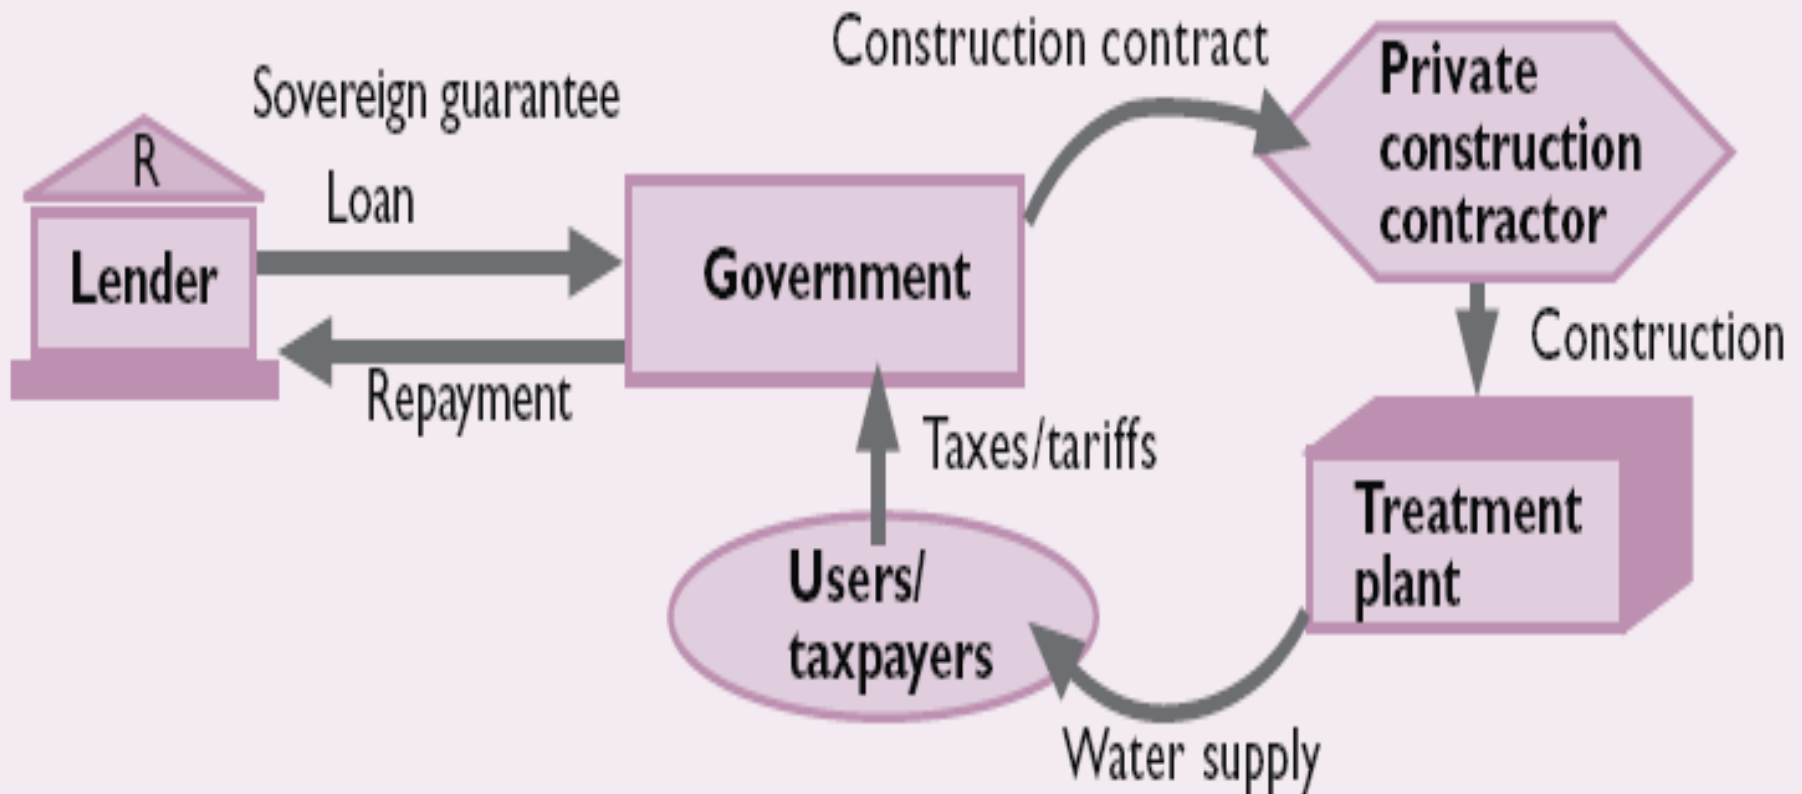 Construction contract
Sovereign guarantee
Loan
R
Lender
Repayment
Government
Private
construction
contractor
Construction
Taxes/tariffs
Users/
taxpayers
Treatment
plant
Water supply